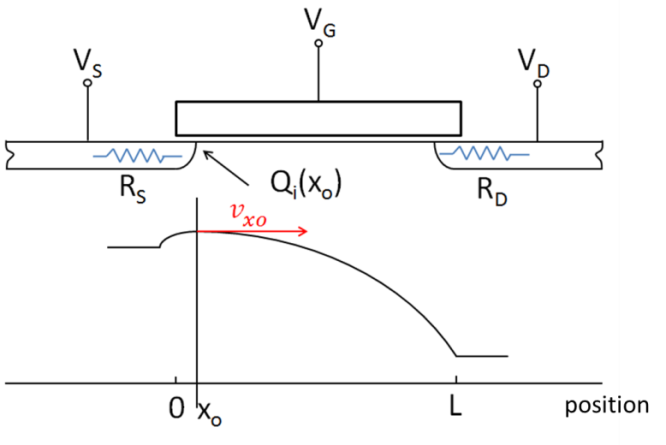 V_G
V_S
V_D
R_S
Q_i(x_o)
R_D
v_xo
0
x_o
L
position